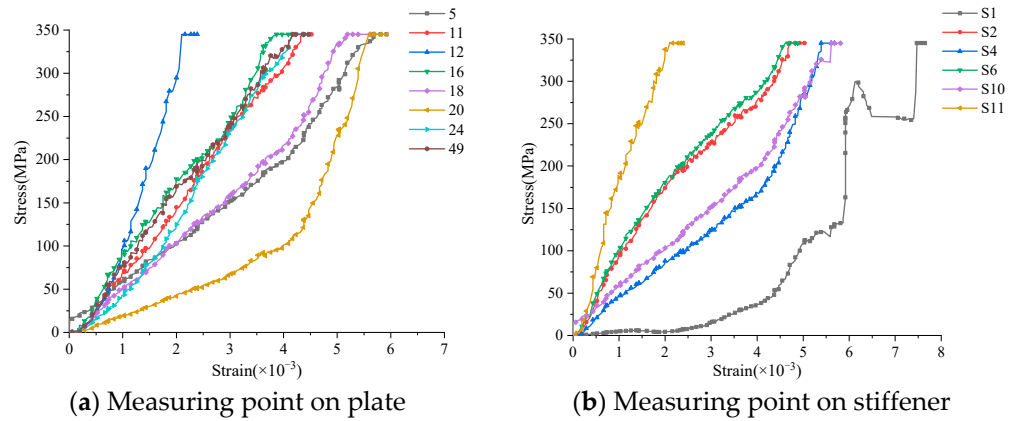 350
300
250
200
150
100
50
0
Stress(MPa)
0 1 2 3 4 5 6 7
Strain(×10⁻³)
5
11
12
16
18
20
24
49
(a) Measuring point on plate
400
350
300
250
200
150
100
50
0
Stress(MPa)
0 1 2 3 4 5 6 7 8
Strain(×10⁻³)
S1
S2
S4
S6
S10
S11
(b) Measuring point on stiffener